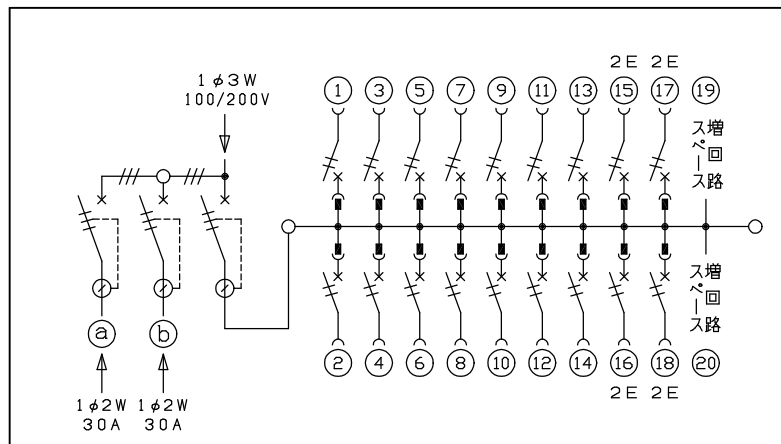 2E 2E
1φ3W
100/200V
① ③ ⑤ ⑦ ⑨ ⑪ ⑬ ⑮ ⑰ ⑲
増回路
スペース
増回路
スペース
ⓐ ⓑ
② ④ ⑥ ⑧ ⑩ ⑫ ⑭ ⑯ ⑱ ⑳
2E 2E
1φ2W 1φ2W
30A 30A